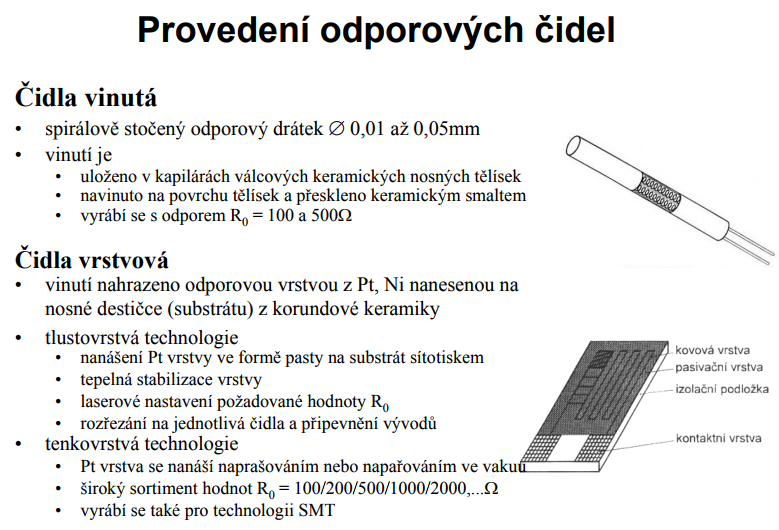 Provedení odporových čidel
Čidla vinutá
• spirálově stočený odporový drátek ∅ 0,01 až 0,05mm
• vinutí je
• uloženo v kapilárách válcových keramických nosných tělísek
• navinuto na povrchu tělísek a přeskleno keramickým smaltem
• vyrábí se s odporem R0 = 100 a 500Ω
Čidla vrstvová
• vinutí nahrazeno odporovou vrstvou z Pt, Ni nanesenou na
nosné destičce (substrátu) z korundové keramiky
• tlustovrstvá technologie
• nanášení Pt vrstvy ve formě pasty na substrát sítotiskem
• tepelná stabilizace vrstvy
• laserové nastavení požadované hodnoty R0
• rozřezání na jednotlivá čidla a připevnění vývodů
• tenkovrstvá technologie
• Pt vrstva se nanáší naprašováním nebo napařováním ve vakuu
• široký sortiment hodnot R0 = 100/200/500/1000/2000,...Ω
• vyrábí se také pro technologii SMT
kovová vrstva
pasivační vrstva
izolační podložka
kontaktní vrstva